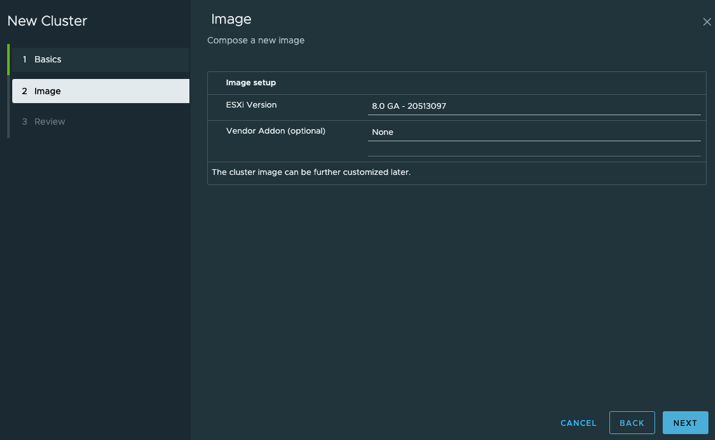 New Cluster
1 Basics
2 Image
3 Review
Image
Compose a new image
Image setup
ESXi Version
8.0 GA - 20513097
Vendor Addon (optional)
None
The cluster image can be further customized later.
CANCEL
BACK
NEXT